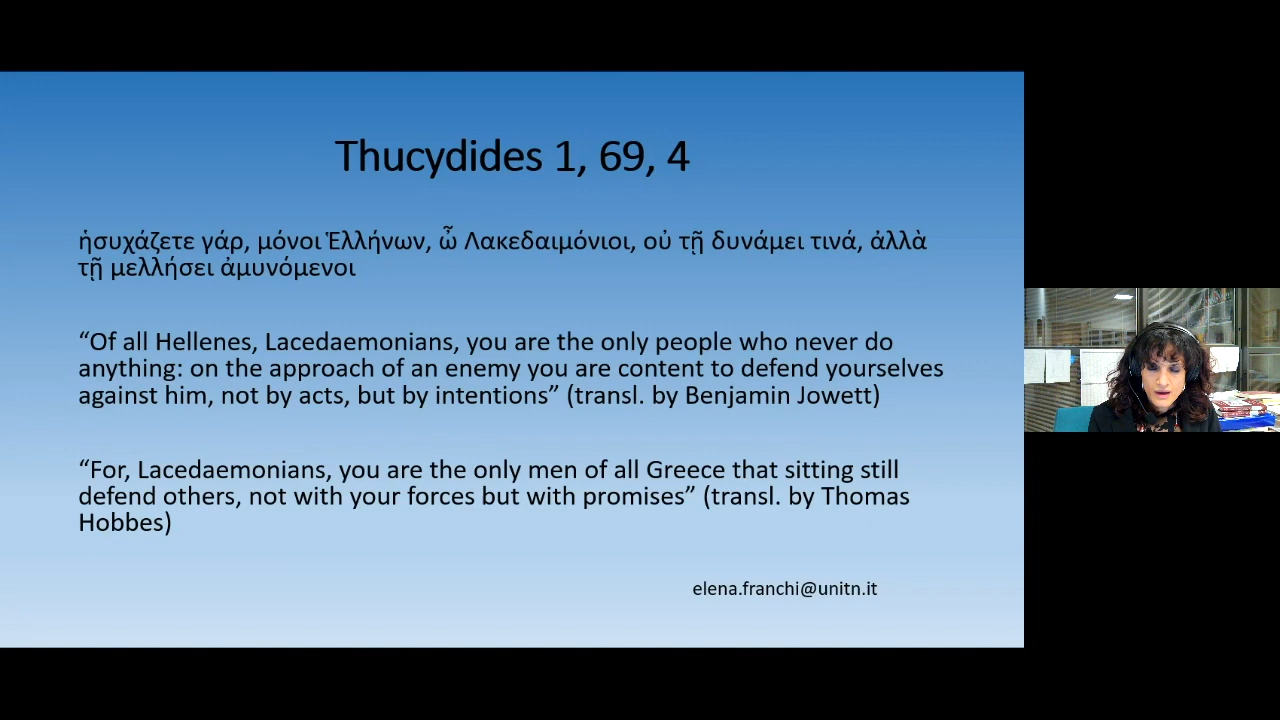 Thucydides 1, 69, 4
ἡσυχάζετε γάρ, μόνοι Ἑλλήνων, ὦ Λακεδαιμόνιοι, οὐ τῇ δυνάμει τινά, ἀλλὰ
τῇ μελλήσει ἀμυνόμενοι
“Of all Hellenes, Lacedaemonians, you are the only people who never do
anything: on the approach of an enemy you are content to defend yourselves
against him, not by acts, but by intentions” (transl. by Benjamin Jowett)
“For, Lacedaemonians, you are the only men of all Greece that sitting still
defend others, not with your forces but with promises” (transl. by Thomas
Hobbes)
elena.franchi@unitn.it